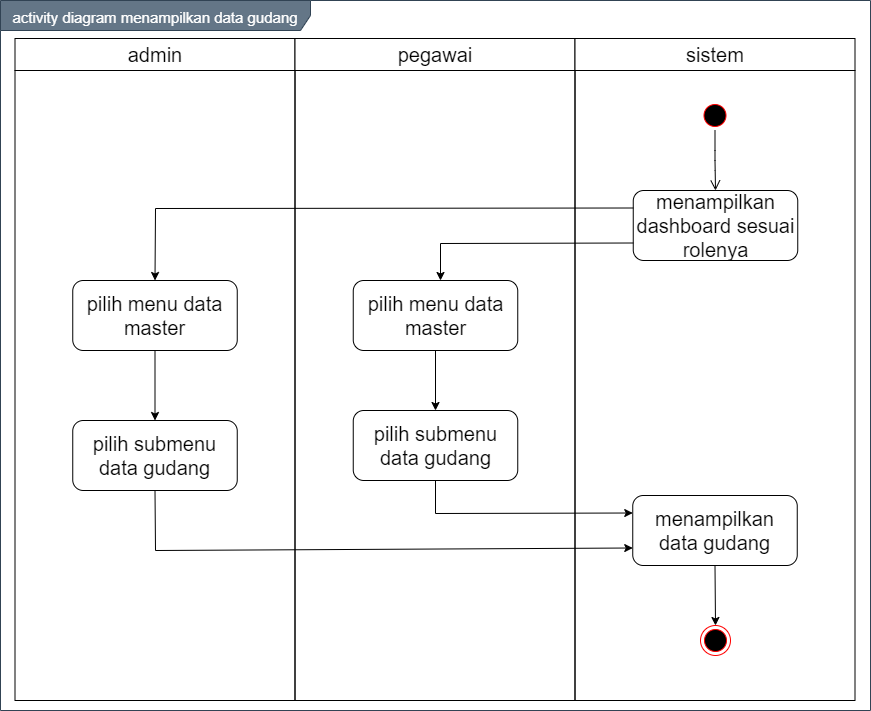 activity diagram menampilkan data gudang
admin
pegawai
sistem
menampilkan
dashboard sesuai
rolenya
pilih menu data
master
pilih menu data
master
pilih submenu
data gudang
pilih submenu
data gudang
menampilkan
data gudang